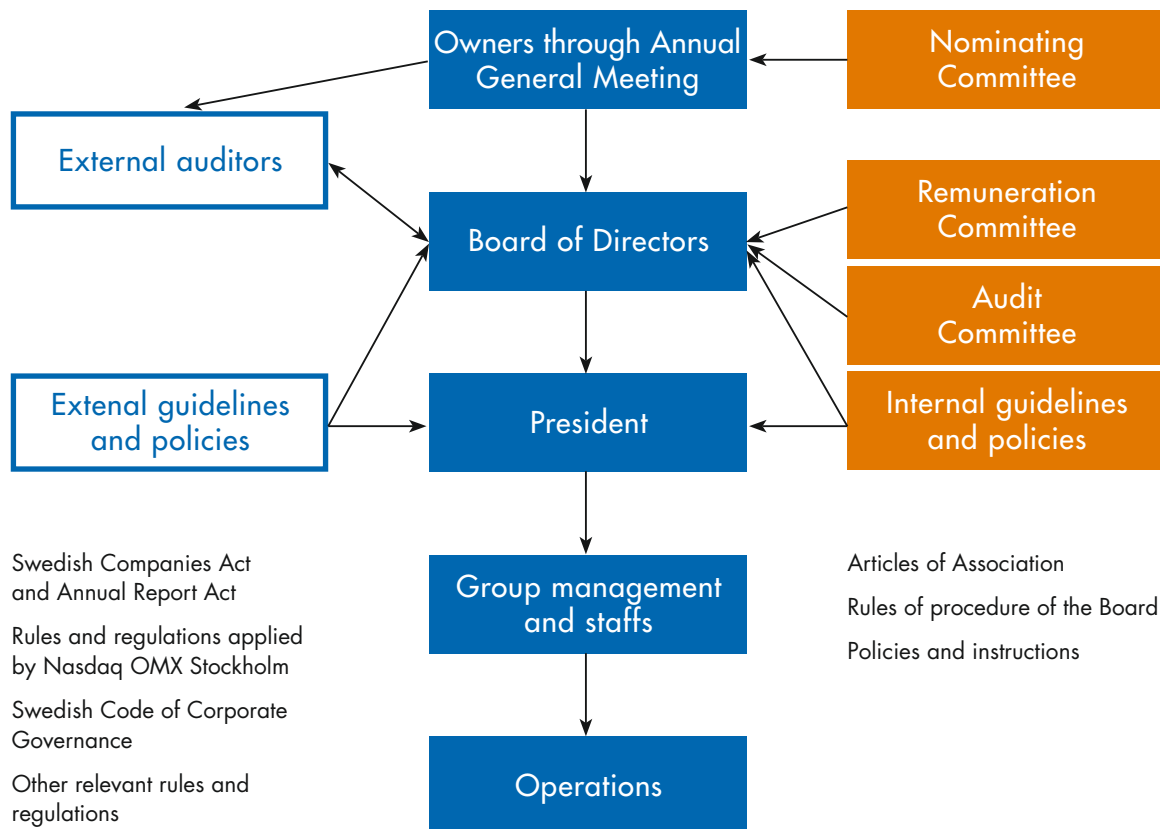 Owners through Annual
General Meeting
Nominating
Committee
External auditors
Remuneration
Committee
Board of Directors
Audit
Committee
Extenal guidelines
and policies
President
Internal guidelines
and policies
Swedish Companies Act
and Annual Report Act
Rules and regulations applied
by Nasdaq OMX Stockholm
Swedish Code of Corporate
Governance
Other relevant rules and
regulations
Group management
and staffs
Articles of Association
Rules of procedure of the Board
Policies and instructions
Operations